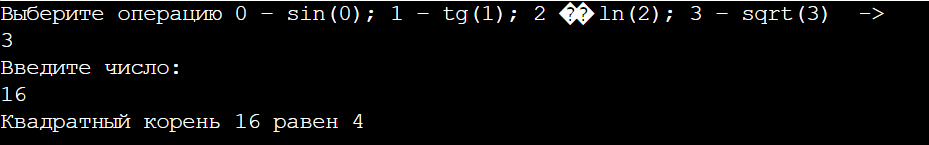 Выберите операцию 0 – sin(0); 1 – tg(1); 2 ��ln(2); 3 – sqrt(3)  –>
3
Введите число:
16
Квадратный корень 16 равен 4